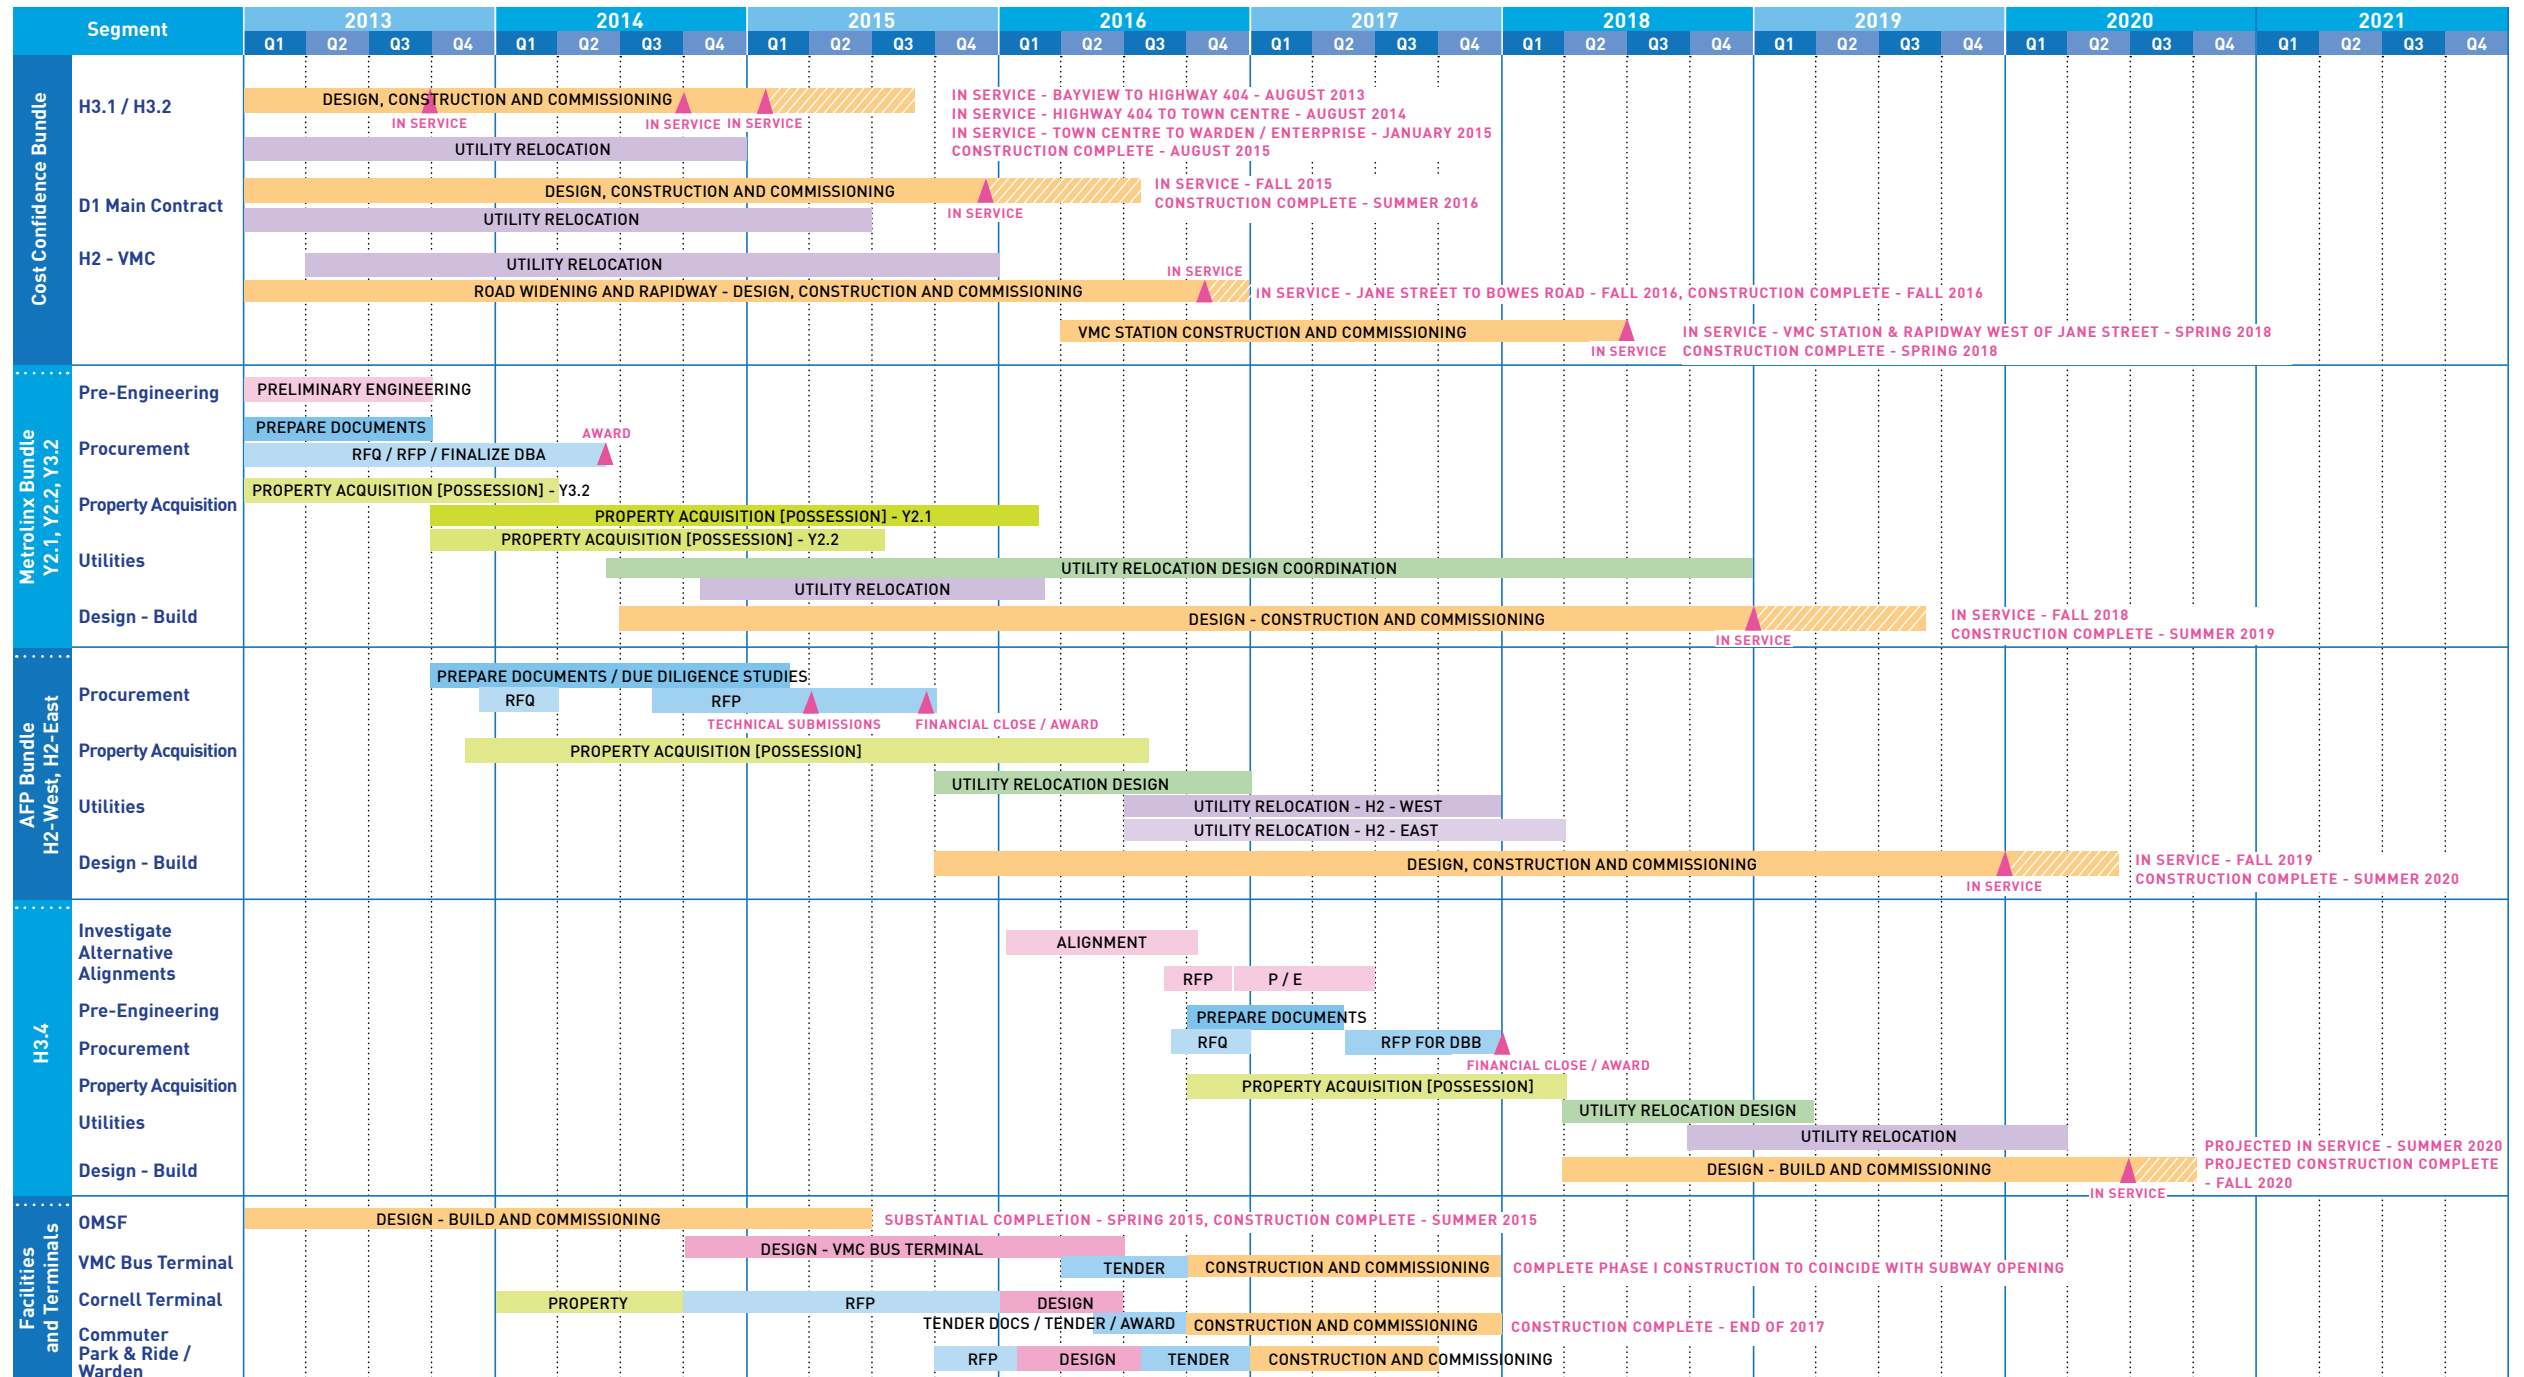 Segment
2013 2014 2015 2016 2017 2018 2019 2020 2021
Q1 Q2 Q3 Q4 Q1 Q2 Q3 Q4 Q1 Q2 Q3 Q4 Q1 Q2 Q3 Q4 Q1 Q2 Q3 Q4 Q1 Q2 Q3 Q4 Q1 Q2 Q3 Q4 Q1 Q2 Q3 Q4 Q1 Q2 Q3 Q4
Cost Confidence Bundle
H3.1 / H3.2
DESIGN, CONSTRUCTION AND COMMISSIONING
IN SERVICE
IN SERVICE
IN SERVICE
IN SERVICE - BAYVIEW TO HIGHWAY 404 - AUGUST 2013
IN SERVICE - HIGHWAY 404 TO TOWN CENTRE - AUGUST 2014
IN SERVICE - TOWN CENTRE TO WARDEN / ENTERPRISE - JANUARY 2015
CONSTRUCTION COMPLETE - AUGUST 2015
UTILITY RELOCATION
D1 Main Contract
DESIGN, CONSTRUCTION AND COMMISSIONING
IN SERVICE - FALL 2015
CONSTRUCTION COMPLETE - SUMMER 2016
UTILITY RELOCATION
IN SERVICE
H2 - VMC
UTILITY RELOCATION
IN SERVICE
ROAD WIDENING AND RAPIDWAY - DESIGN, CONSTRUCTION AND COMMISSIONING
IN SERVICE - JANE STREET TO BOWES ROAD - FALL 2016, CONSTRUCTION COMPLETE - FALL 2016
VMC STATION CONSTRUCTION AND COMMISSIONING
IN SERVICE
IN SERVICE - VMC STATION & RAPIDWAY WEST OF JANE STREET - SPRING 2018
CONSTRUCTION COMPLETE - SPRING 2018
Metrolinx Bundle
Y2.1, Y2.2, Y3.2
Pre-Engineering
PRELIMINARY ENGINEERING
Procurement
PREPARE DOCUMENTS
AWARD
RFQ / RFP / FINALIZE DBA
Property Acquisition
PROPERTY ACQUISITION [POSSESSION] - Y3.2
PROPERTY ACQUISITION [POSSESSION] - Y2.1
PROPERTY ACQUISITION [POSSESSION] - Y2.2
Utilities
UTILITY RELOCATION DESIGN COORDINATION
UTILITY RELOCATION
Design - Build
DESIGN - CONSTRUCTION AND COMMISSIONING
IN SERVICE
IN SERVICE - FALL 2018
CONSTRUCTION COMPLETE - SUMMER 2019
AFP Bundle
H2-West, H2-East
Procurement
PREPARE DOCUMENTS / DUE DILIGENCE STUDIES
RFQ
RFP
TECHNICAL SUBMISSIONS
FINANCIAL CLOSE / AWARD
Property Acquisition
PROPERTY ACQUISITION [POSSESSION]
Utilities
UTILITY RELOCATION DESIGN
UTILITY RELOCATION - H2 - WEST
UTILITY RELOCATION - H2 - EAST
Design - Build
DESIGN, CONSTRUCTION AND COMMISSIONING
IN SERVICE
IN SERVICE - FALL 2019
CONSTRUCTION COMPLETE - SUMMER 2020
H3.4
Investigate
Alternative
Alignments
ALIGNMENT
RFP
P / E
Pre-Engineering
PREPARE DOCUMENTS
Procurement
RFQ
RFP FOR DBB
FINANCIAL CLOSE / AWARD
Property Acquisition
PROPERTY ACQUISITION [POSSESSION]
Utilities
UTILITY RELOCATION DESIGN
UTILITY RELOCATION
Design - Build
DESIGN - BUILD AND COMMISSIONING
IN SERVICE
PROJECTED IN SERVICE - SUMMER 2020
PROJECTED CONSTRUCTION COMPLETE
- FALL 2020
Facilities
and Terminals
OMSF
DESIGN - BUILD AND COMMISSIONING
SUBSTANTIAL COMPLETION - SPRING 2015, CONSTRUCTION COMPLETE - SUMMER 2015
VMC Bus Terminal
DESIGN - VMC BUS TERMINAL
TENDER
CONSTRUCTION AND COMMISSIONING
COMPLETE PHASE I CONSTRUCTION TO COINCIDE WITH SUBWAY OPENING
Cornell Terminal
PROPERTY
RFP
DESIGN
TENDER DOCS / TENDER / AWARD
CONSTRUCTION AND COMMISSIONING
CONSTRUCTION COMPLETE - END OF 2017
Commuter
Park & Ride /
Warden
RFP
DESIGN
TENDER
CONSTRUCTION AND COMMISSIONING